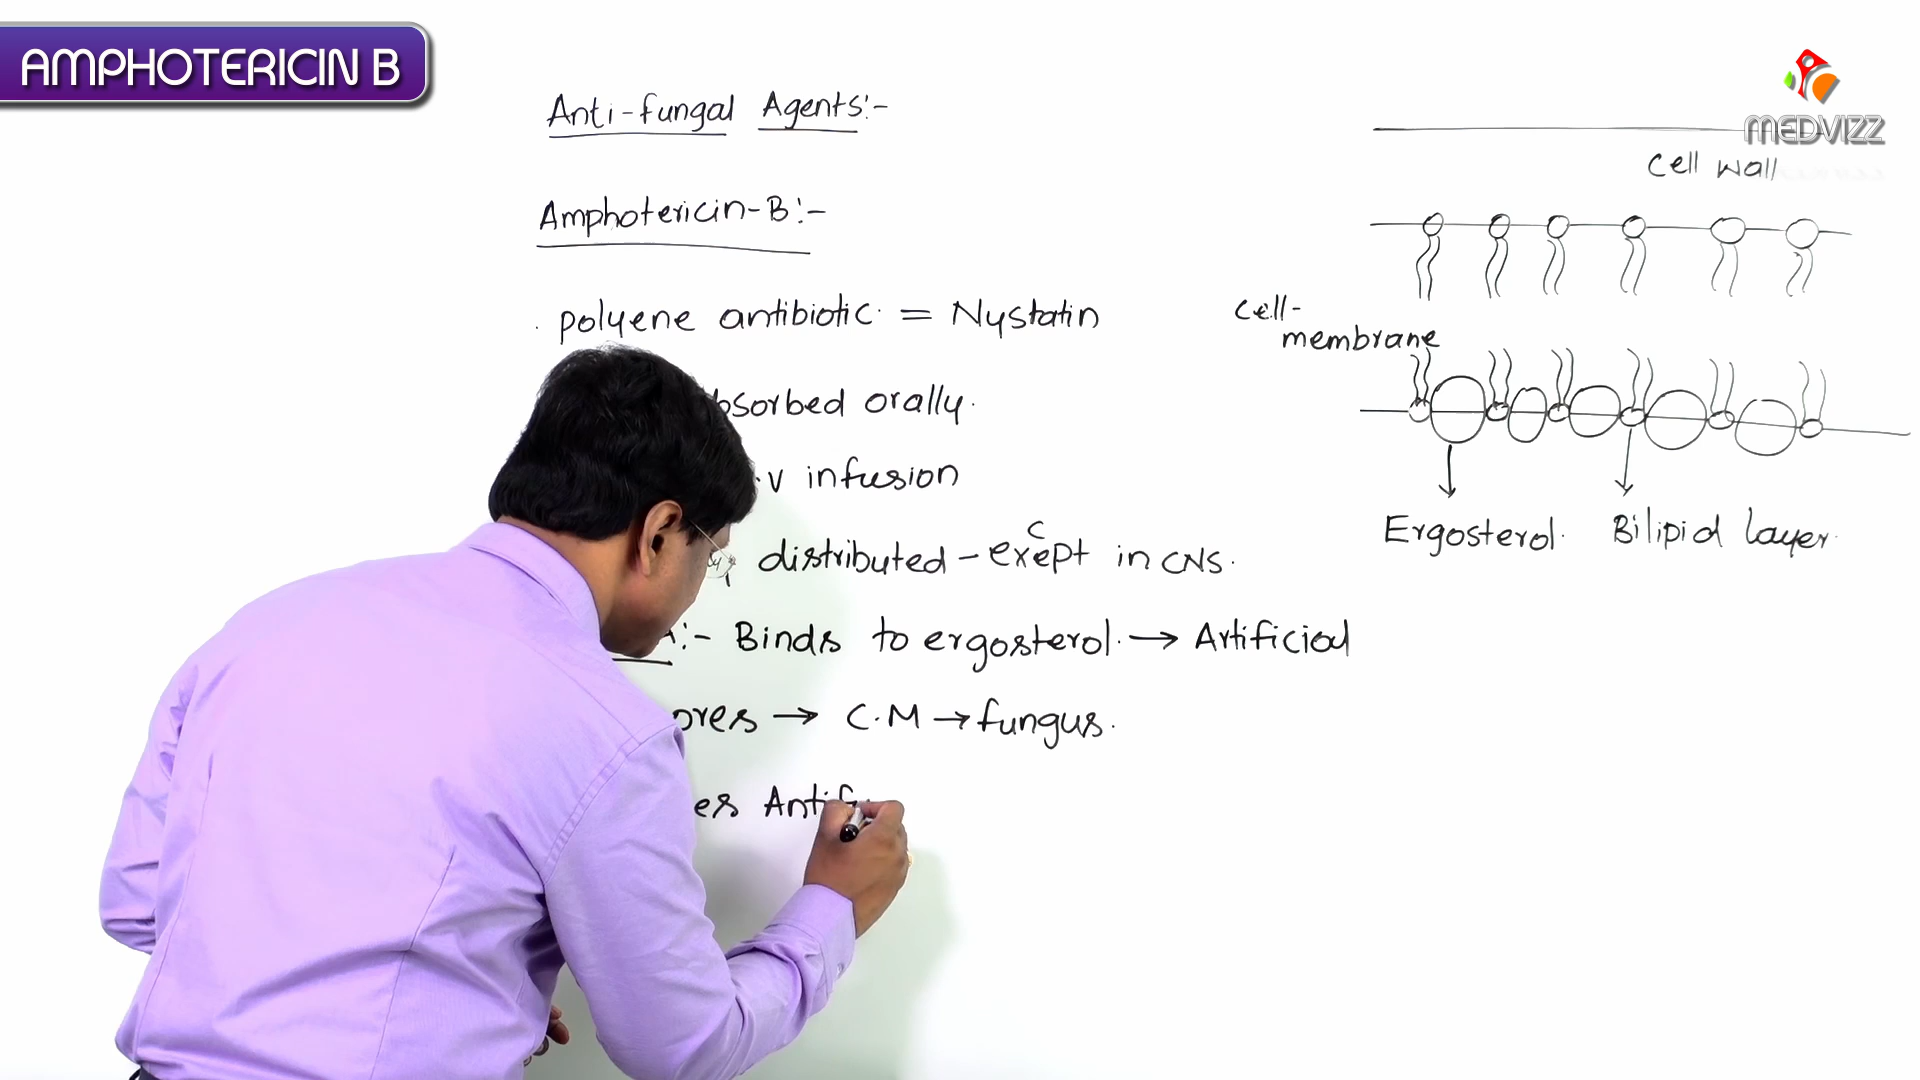 AMPHOTERICIN B
MEDVIZZ
Anti-fungal Agents:-
Amphotericin-B:-
. polyene antibiotic. = Nystatin
bsorbed orally.
.v infusion
distributed - except in CNS.
A:- Binds to ergosterol. → Artificial
ores → C.M → fungus.
es Antif
cell wall
cell-
membrane
Ergosterol. Bilipid layer.